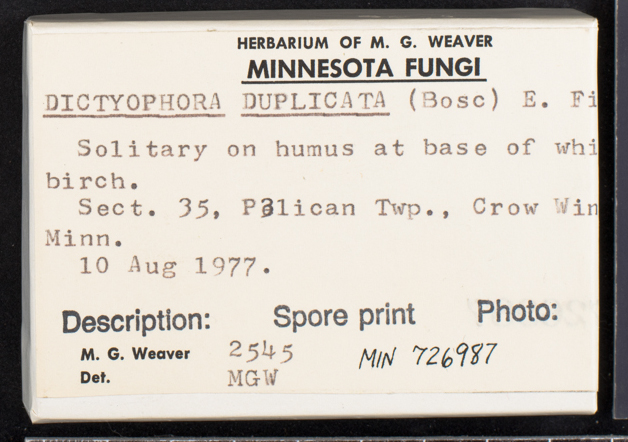 HERBARIUM OF M. G. WEAVER
MINNESOTA FUNGI
DICTYOPHORA DUPLICATA (Bosc) E. Fi
Solitary on humus at base of whi
birch.
Sect. 35, Pelican Twp., Crow Win
Minn.
10 Aug 1977.
Description: Spore print Photo:
M. G. Weaver 2545 MIN 726987
Det. MGW